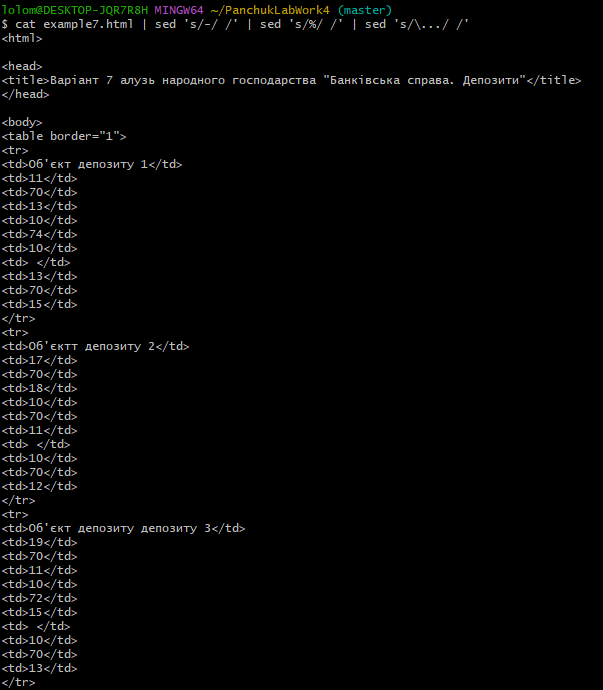 lolom@DESKTOP-JQR7R8H MINGW64 ~/PanchukLabWork4 (master)
$ cat example7.html | sed 's/-/ /' | sed 's/%/ /' | sed 's/\.../ /'
<html>
<head>
<title>Варіант 7 алузь народного господарства "Банківська справа. Депозити"</title>
</head>
<body>
<table border="1">
<tr>
<td>Об'єкт депозиту 1</td>
<td>11</td>
<td>70</td>
<td>13</td>
<td>10</td>
<td>74</td>
<td>10</td>
<td> </td>
<td>13</td>
<td>70</td>
<td>15</td>
</tr>
<tr>
<td>Об'єктт депозиту 2</td>
<td>17</td>
<td>70</td>
<td>18</td>
<td>10</td>
<td>70</td>
<td>11</td>
<td> </td>
<td>10</td>
<td>70</td>
<td>12</td>
</tr>
<tr>
<td>Об'єкт депозиту депозиту 3</td>
<td>19</td>
<td>70</td>
<td>11</td>
<td>10</td>
<td>72</td>
<td>15</td>
<td> </td>
<td>10</td>
<td>70</td>
<td>13</td>
</tr>